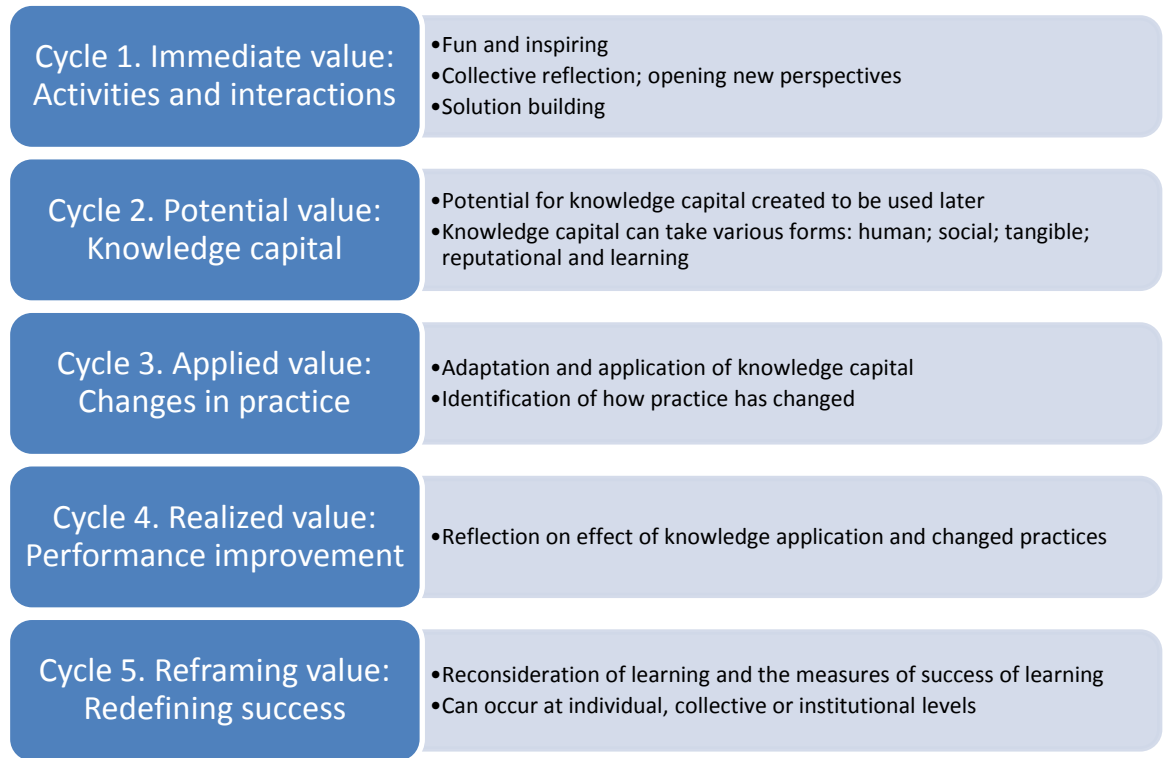 Cycle 1. Immediate value:
Activities and interactions
•Fun and inspiring
•Collective reflection; opening new perspectives
•Solution building
Cycle 2. Potential value:
Knowledge capital
•Potential for knowledge capital created to be used later
•Knowledge capital can take various forms: human; social; tangible;
reputational and learning
Cycle 3. Applied value:
Changes in practice
•Adaptation and application of knowledge capital
•Identification of how practice has changed
Cycle 4. Realized value:
Performance improvement
•Reflection on effect of knowledge application and changed practices
Cycle 5. Reframing value:
Redefining success
•Reconsideration of learning and the measures of success of learning
•Can occur at individual, collective or institutional levels